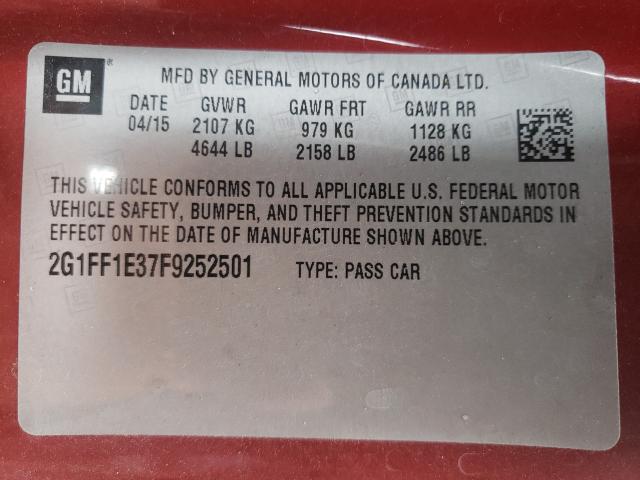 GM
MFD BY GENERAL MOTORS OF CANADA LTD.
DATE GVWR GAWR FRT GAWR RR
04/15 2107 KG 979 KG 1128 KG
4644 LB 2158 LB 2486 LB
THIS VEHICLE CONFORMS TO ALL APPLICABLE U.S. FEDERAL MOTOR
VEHICLE SAFETY, BUMPER, AND THEFT PREVENTION STANDARDS IN
EFFECT ON THE DATE OF MANUFACTURE SHOWN ABOVE.
2G1FF1E37F9252501 TYPE: PASS CAR